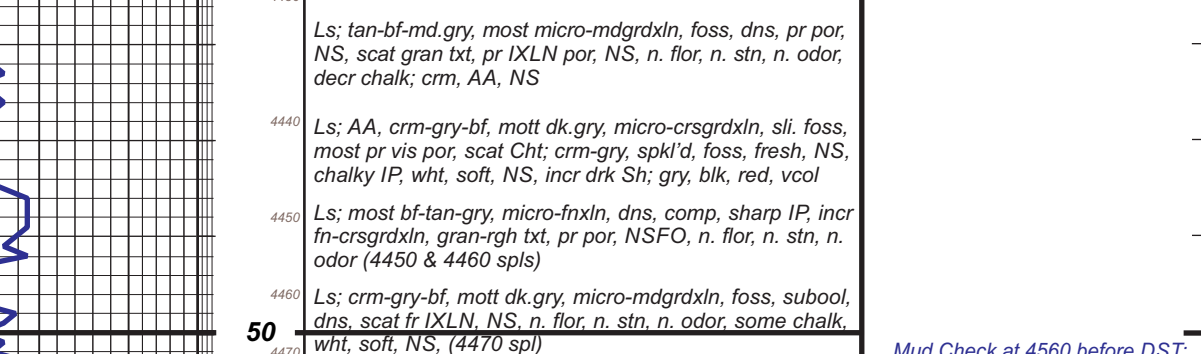 Ls; tan-bf-md.gry, most micro-mdgrdxln, foss, dns, pr por,
NS, scat gran txt, pr IXLN por, NS, n. flor, n. stn, n. odor,
decr chalk; crm, AA, NS
4440
Ls; AA, crm-gry-bf, mott dk.gry, micro-crsgrdxln, sli. foss,
most pr vis por, scat Cht; crm-gry, spkl'd, foss, fresh, NS,
chalky IP, wht, soft, NS, incr drk Sh; gry, blk, red, vcol
4450
Ls; most bf-tan-gry, micro-fnxln, dns, comp, sharp IP, incr
fn-crsgrdxln, gran-rgh txt, pr por, NSFO, n. flor, n. stn, n.
odor (4450 & 4460 spls)
4460
Ls; crm-gry-bf, mott dk.gry, micro-mdgrdxln, foss, subool,
dns, scat fr IXLN, NS, n. flor, n. stn, n. odor, some chalk,
50
wht, soft, NS, (4470 spl)
4470
Mud Check at 4560 before DST: